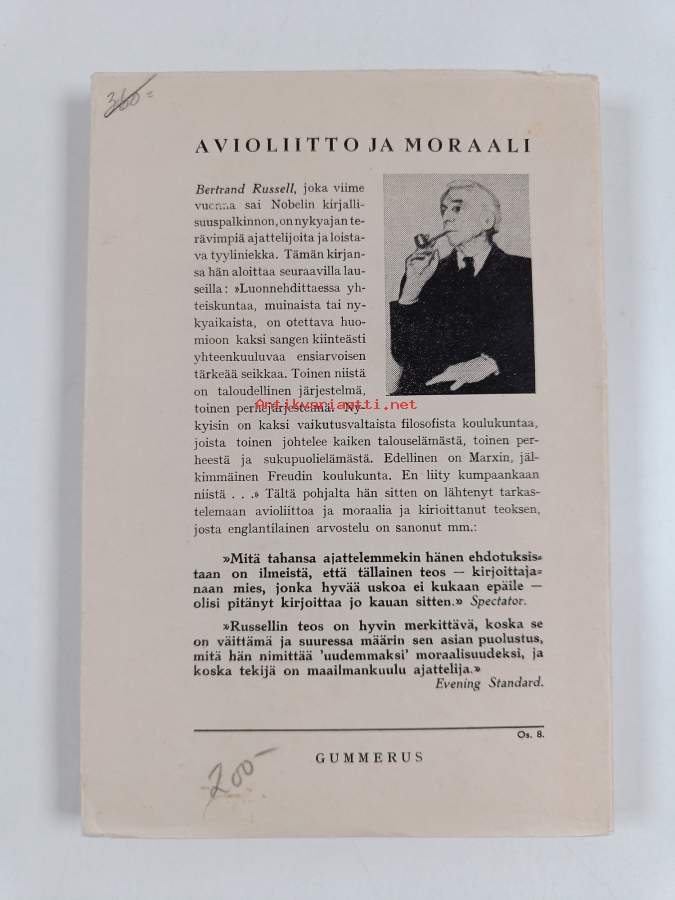 360=
AVIOLIITTO JA MORAALI
Bertrand Russell, joka viime
vuonna sai Nobelin kirjalli-
suuspalkinnon, on nykyajan te-
rävimpiä ajattelijoita ja loista-
va tyyliniekka. Tämän kirjan-
sa hän aloittaa seuraavilla lau-
seilla: »Luonnehdittaessa yh-
teiskuntaa, muinaista tai ny-
kyaikaista, on otettava huo-
mioon kaksi sangen kiinteästi
yhteenkuuluvaa ensiarvoisen
tärkeää seikkaa. Toinen niistä
on taloudellinen järjestelmä,
toinen perhejärjestelmä. Ny-
Antikvariaatti.net
kyisin on kaksi vaikutusvaltaista filosofista koulukuntaa,
joista toinen johtelee kaiken talouselämästä, toinen per-
heestä ja sukupuolielämästä. Edellinen on Marxin, jäl-
kimmäinen Freudin koulukunta. En liity kumpaankaan
niistä . . .» Tältä pohjalta hän sitten on lähtenyt tarkas-
telemaan avioliittoa ja moraalia ja kirjoittanut teoksen,
josta englantilainen arvostelu on sanonut mm.:
»Mitä tahansa ajattelemmekin hänen ehdotuksis-
taan on ilmeistä, että tällainen teos — kirjoittaja-
naan mies, jonka hyvää uskoa ei kukaan epäile —
olisi pitänyt kirjoittaa jo kauan sitten.» Spectator.
»Russellin teos on hyvin merkittävä, koska se
on väittämä ja suuressa määrin sen asian puolustus,
mitä hän nimittää 'uudemmaksi' moraalisuudeksi, ja
koska tekijä on maailmankuulu ajattelija.»
Evening Standard.
Os. 8.
GUMMERUS
200-